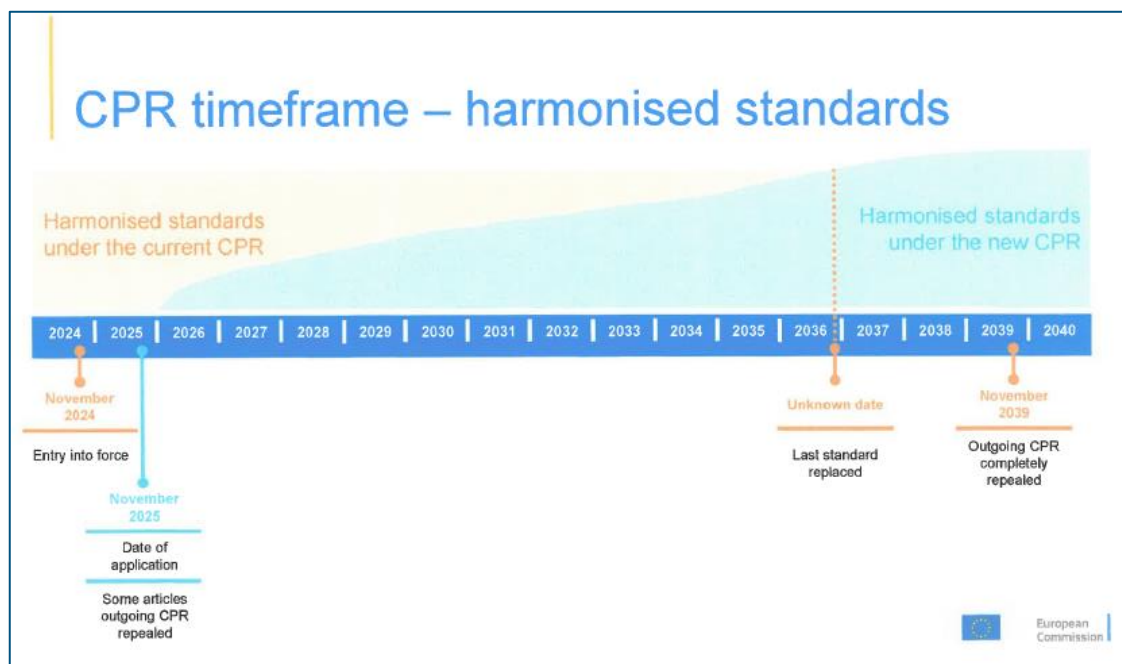 CPR timeframe – harmonised standards
Harmonised standards
under the current CPR
Harmonised standards
under the new CPR
2024
2025
2026
2027
2028
2029
2030
2031
2032
2033
2034
2035
2036
2037
2038
2039
2040
November
2024
Entry into force
November
2025
Date of
application
Some articles
outgoing CPR
repealed
Unknown date
Last standard
replaced
November
2039
Outgoing CPR
completely
repealed
European
Commission